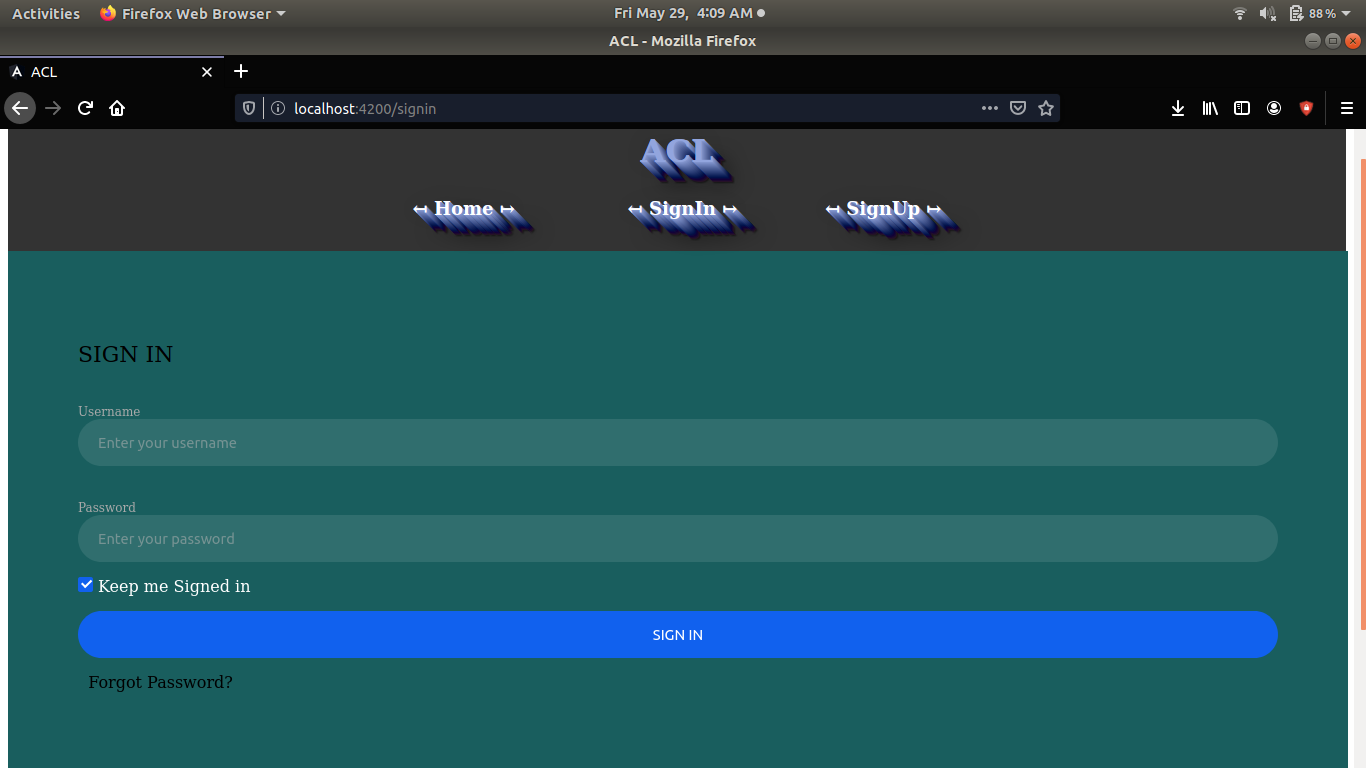 Activities Firefox Web Browser Fri May 29, 4:09 AM 88 %
ACL - Mozilla Firefox
ACL
localhost:4200/signin
ACL
↤ Home ↦ ↤ SignIn ↦ ↤ SignUp ↦
SIGN IN
Username
Enter your username
Password
Enter your password
Keep me Signed in
SIGN IN
Forgot Password?